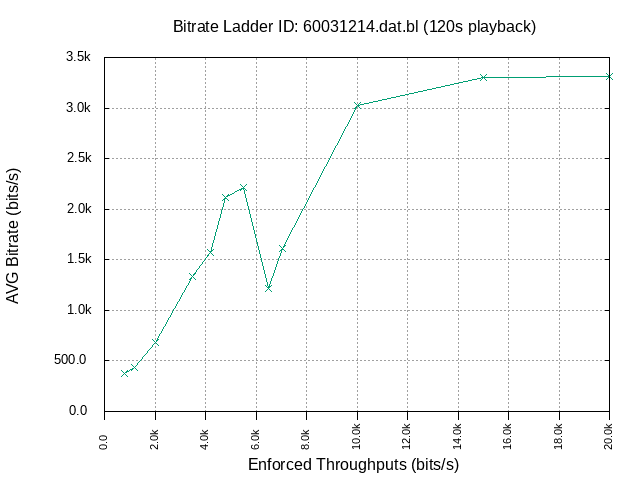 Bitrate Ladder ID: 60031214.dat.bl (120s playback)
3.5k
3.0k
2.5k
2.0k
1.5k
1.0k
500.0
0.0
AVG Bitrate (bits/s)
0.0 2.0k 4.0k 6.0k 8.0k 10.0k 12.0k 14.0k 16.0k 18.0k 20.0k
Enforced Throughputs (bits/s)